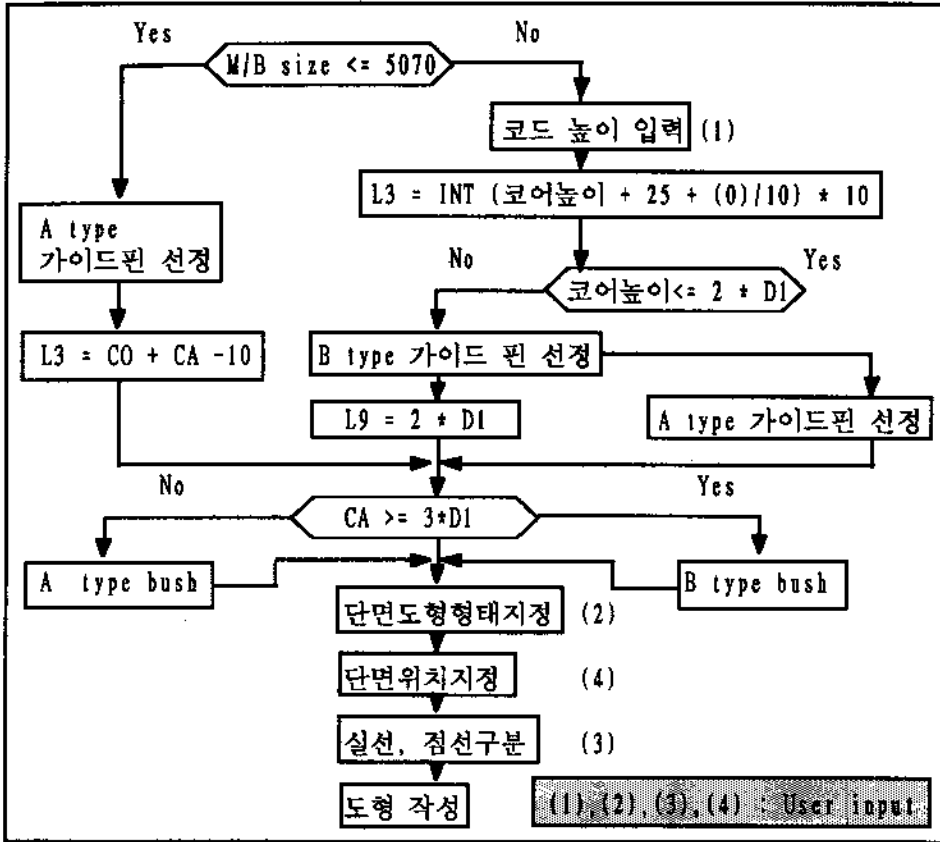 Yes
No
M/B size <= 5070
코드 높이 입력 (1)
L3 = INT (코어높이 + 25 + (0)/10) * 10
A type
가이드핀 선정
No
Yes
코어높이<= 2 * D1
L3 = CO + CA -10
B type 가이드 핀 선정
L9 = 2 * D1
A type 가이드핀 선정
No
Yes
CA >= 3*D1
A type bush
B type bush
단면도형형태지정 (2)
단면위치지정 (4)
실선, 점선구분 (3)
도형 작성
(1),(2),(3),(4) : User input